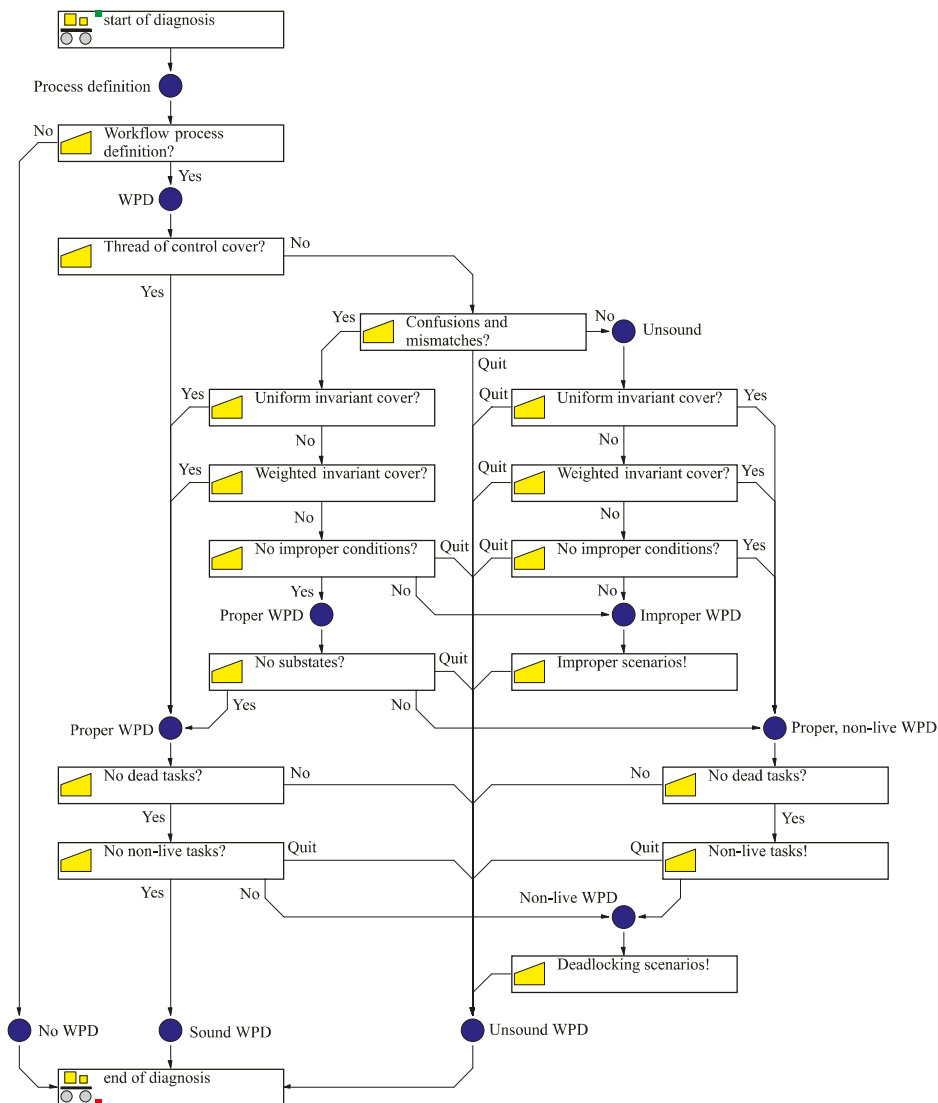 start of diagnosis
Process definition
No
Workflow process
definition?
Yes
WPD
Thread of control cover?
No
Yes
Yes
Confusions and
mismatches?
No
Unsound
Quit
Yes
Uniform invariant cover?
Quit
Uniform invariant cover?
Yes
No
No
Yes
Weighted invariant cover?
Quit
Weighted invariant cover?
Yes
No
No
No improper conditions?
Quit
Quit
No improper conditions?
Yes
Yes
No
No
Proper WPD
Improper WPD
No substates?
Quit
Improper scenarios!
Yes
No
Proper WPD
Proper, non-live WPD
No dead tasks?
No
No
No dead tasks?
Yes
Yes
No non-live tasks?
Quit
Quit
Non-live tasks!
Yes
No
Non-live WPD
Deadlocking scenarios!
No WPD
Sound WPD
Unsound WPD
end of diagnosis